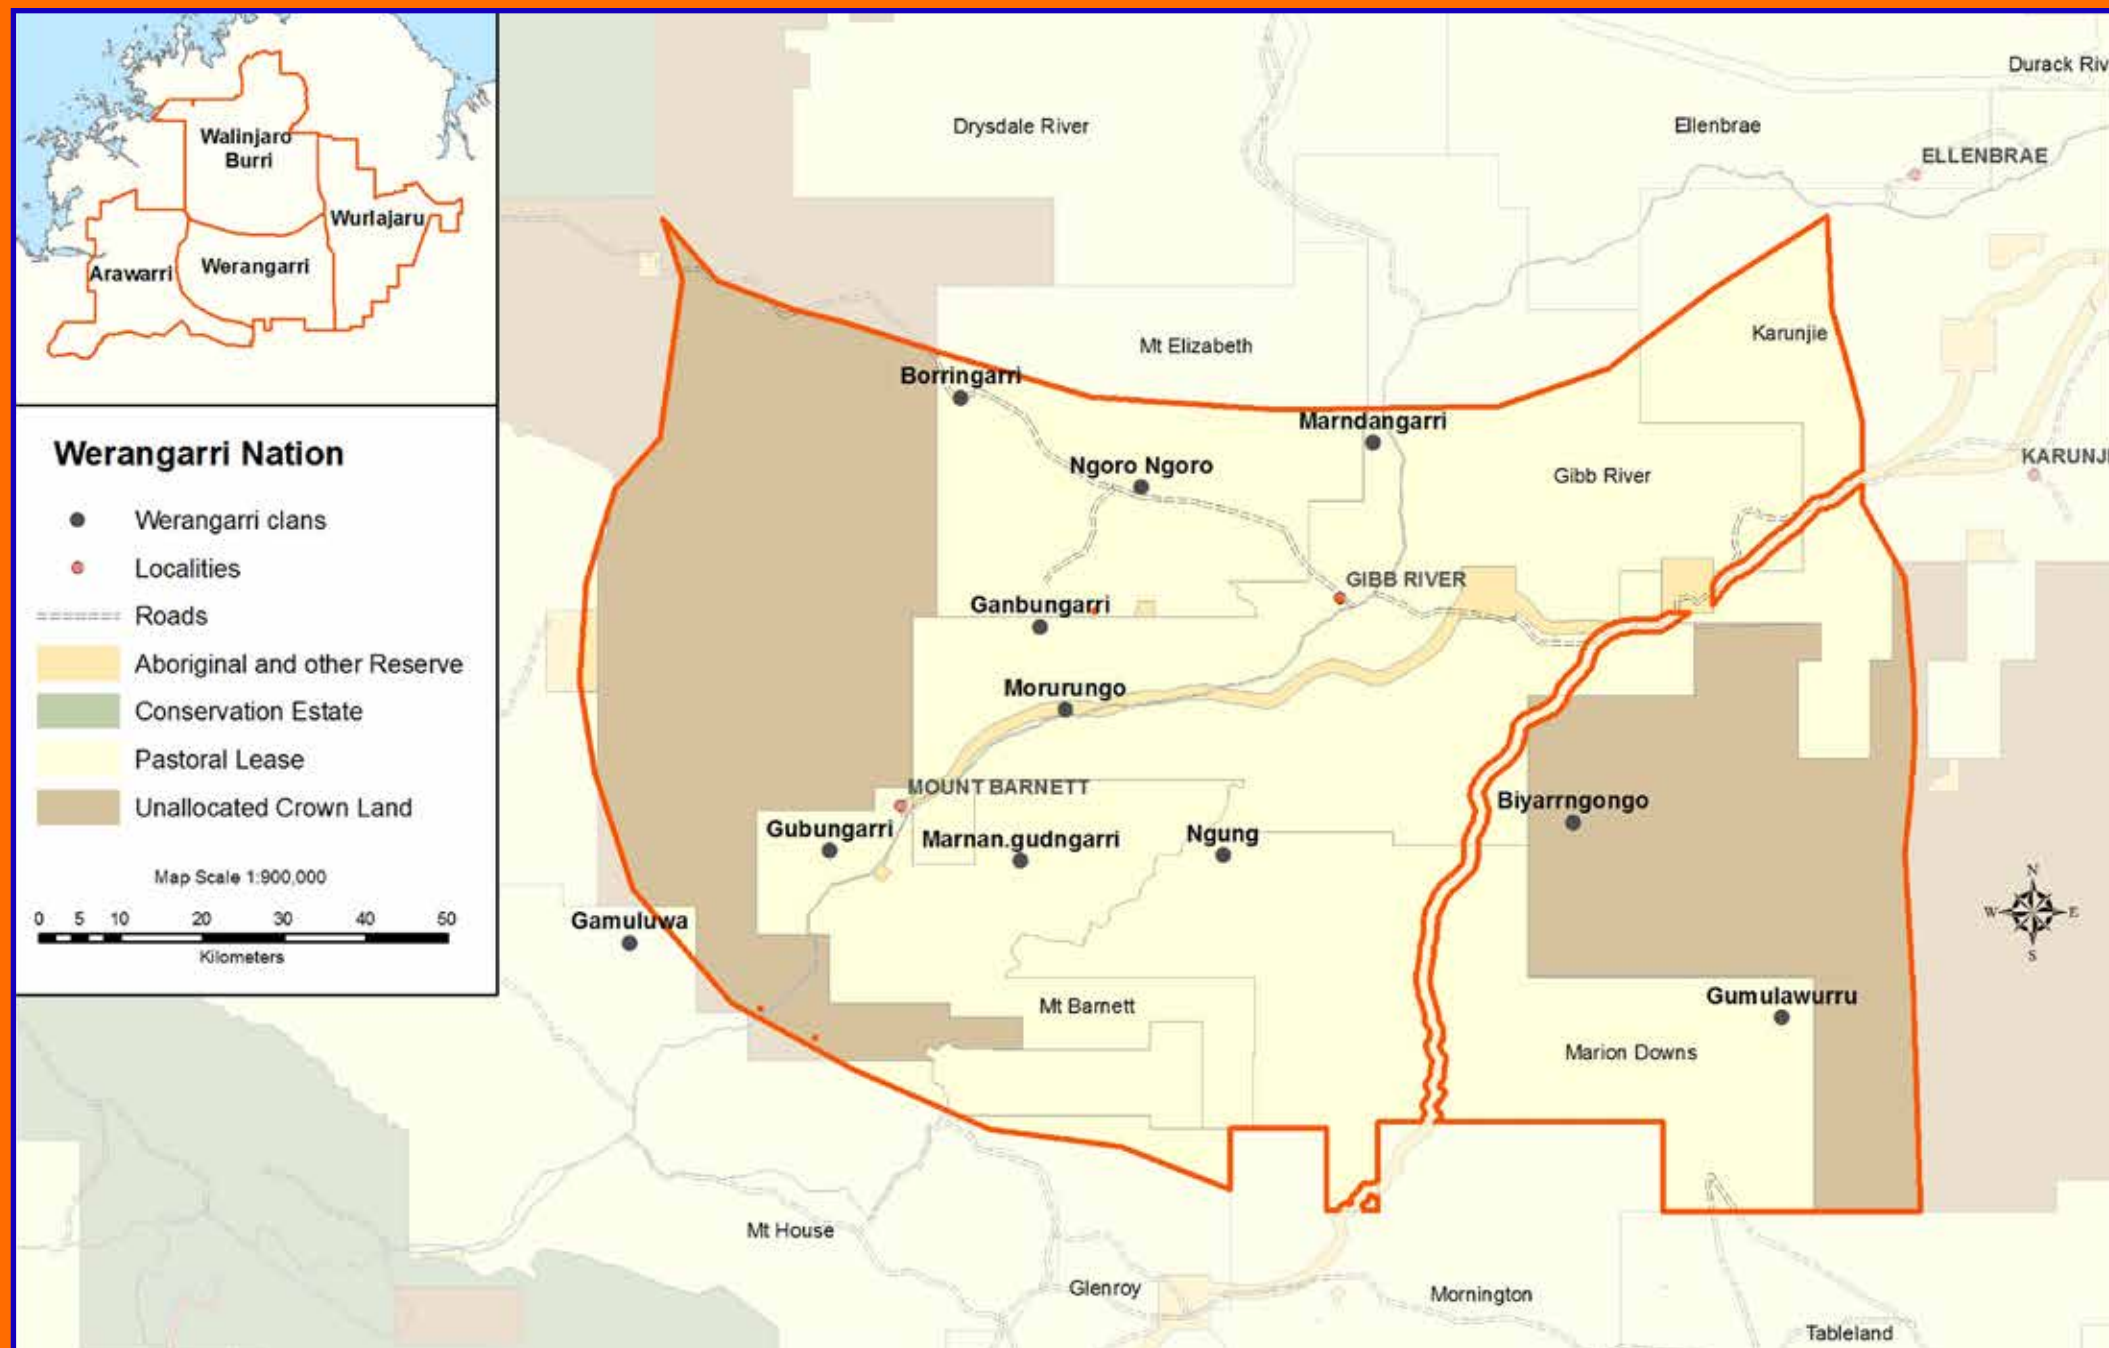 Walinjaro
Burri
Wurlajaru
Arawarri
Werangarri
Werangarri Nation
Werangarri clans
Localities
Roads
Aboriginal and other Reserve
Conservation Estate
Pastoral Lease
Unallocated Crown Land
Map Scale 1:900,000
0 5 10 20 30 40 50
Kilometers
Durack Riv
Drysdale River
Ellenbrae
ELLENBRAE
Karunjie
Mt Elizabeth
Borringarri
Marndangarri
KARUNJI
Ngoro Ngoro
Gibb River
GIBB RIVER
Ganbungarri
Morurungo
MOUNT BARNETT
Biyarrngongo
Gubungarri
Marnan.gudngarri
Ngung
N
W E
S
Gamuluwa
Gumulawurru
Mt Barnett
Marion Downs
Mt House
Glenroy
Mornington
Tableland